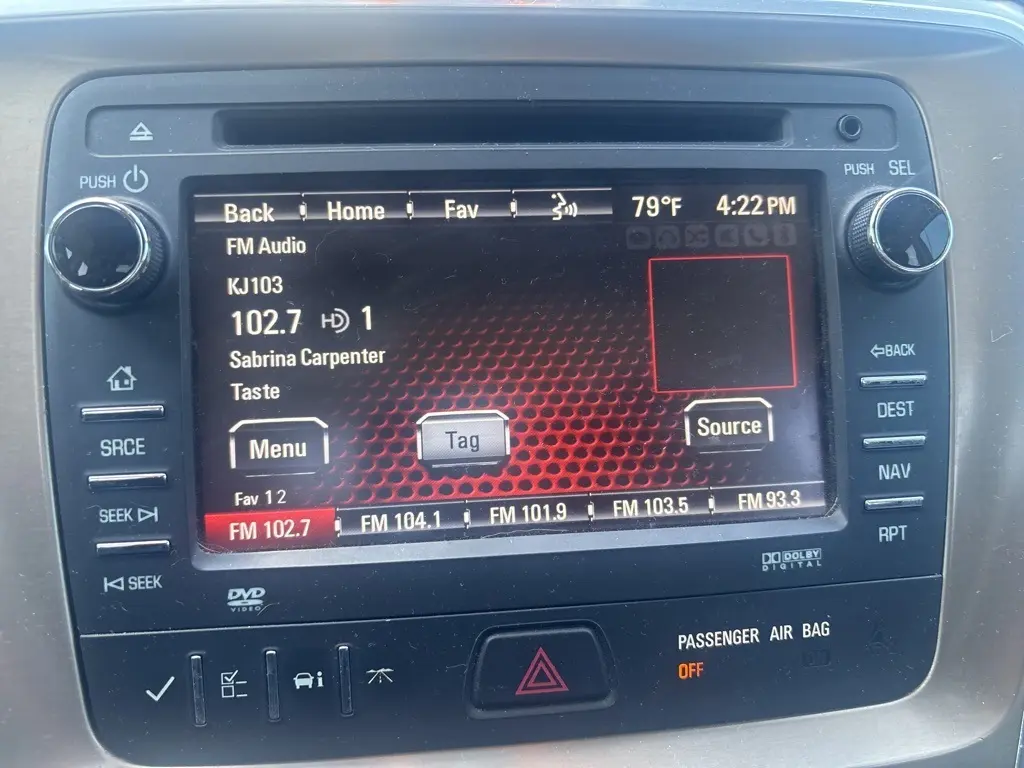 PUSH
PUSH SEL
Back Home Fav 79°F 4:22 PM
FM Audio
KJ103
102.7 HD 1
Sabrina Carpenter
Taste
Menu Tag Source
Fav 1 2
FM 102.7 FM 104.1 FM 101.9 FM 103.5 FM 93.3
SRCE
SEEK
SEEK
BACK
DEST
NAV
RPT
DVD
VIDEO
DOLBY
DIGITAL
PASSENGER AIR BAG
OFF